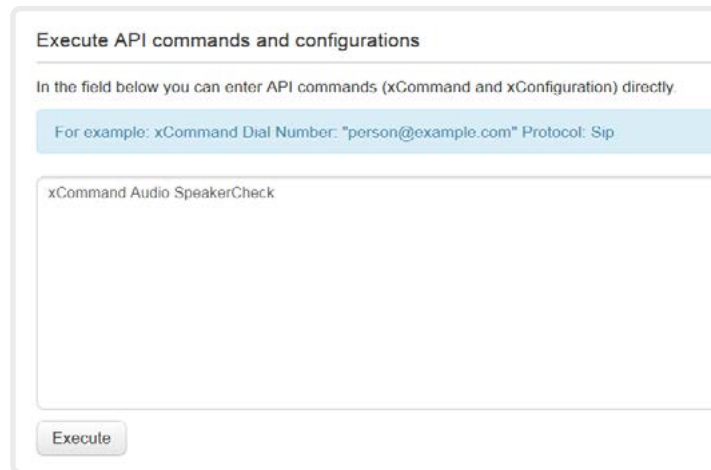 Execute API commands and configurations
In the field below you can enter API commands (xCommand and xConfiguration) directly.
For example: xCommand Dial Number: "person@example.com" Protocol: Sip
xCommand Audio SpeakerCheck
Execute